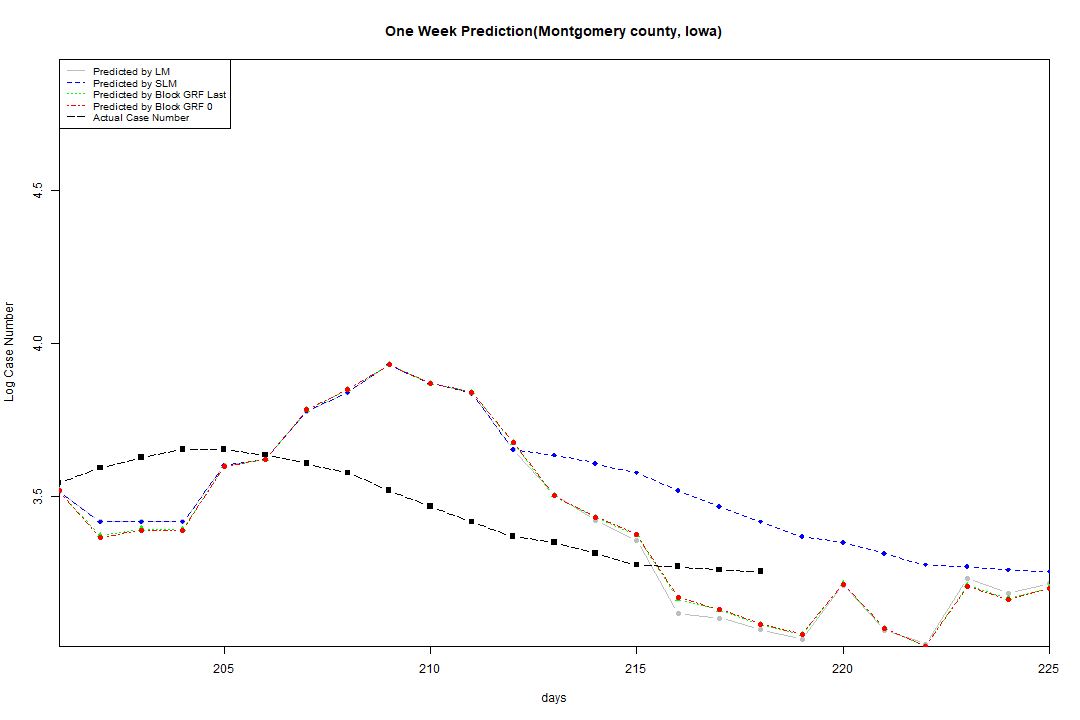 One Week Prediction(Montgomery county, Iowa)
Predicted by LM
Predicted by SLM
Predicted by Block GRF Last
Predicted by Block GRF 0
Actual Case Number
4.5
4.0
3.5
Log Case Number
205 210 215 220 225
days